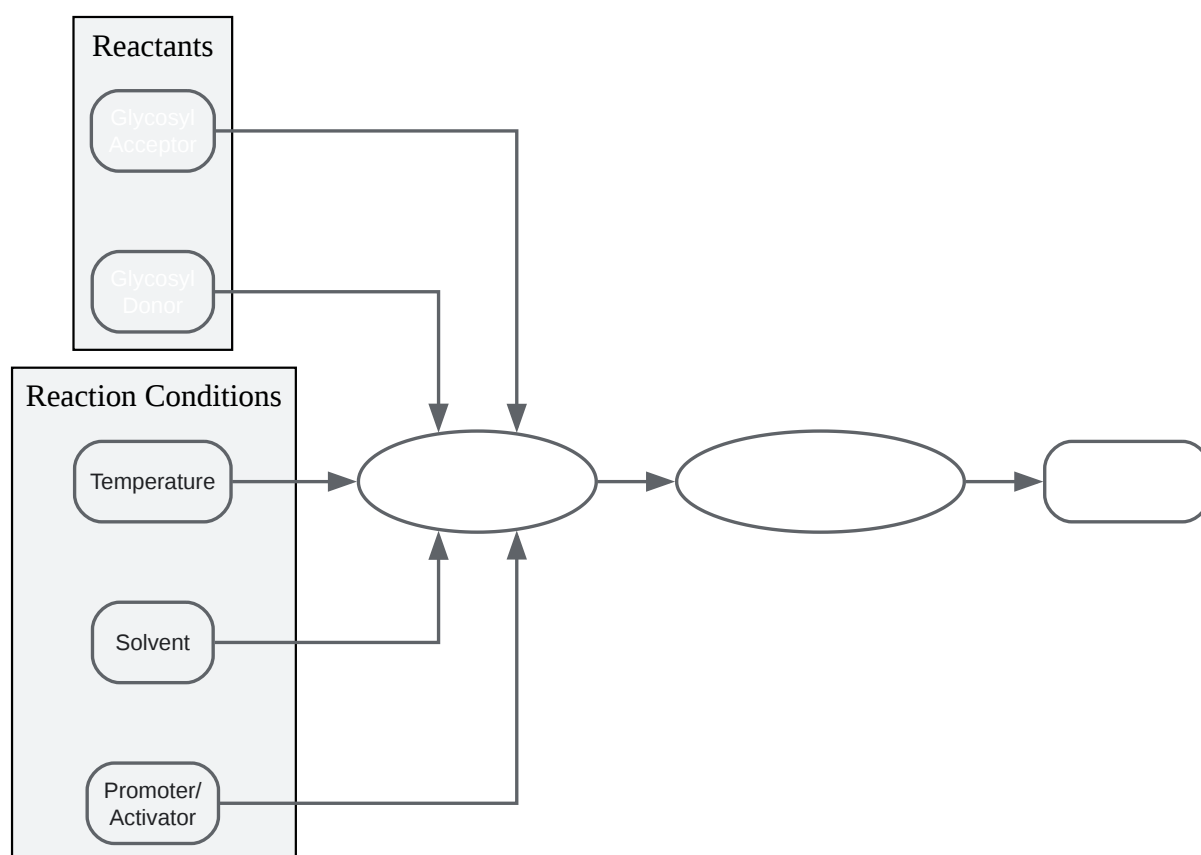 Reactants
Glycosyl
Acceptor
Glycosyl
Donor
Reaction Conditions
Temperature
Solvent
Promoter/
Activator